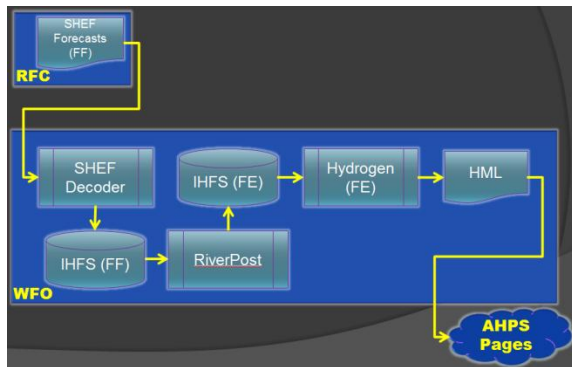 SHEF
Forecasts
(FF)
RFC
SHEF
Decoder
IHFS (FE)
Hydrogen
(FE)
HML
IHFS (FF)
RiverPost
WFO
AHPS
Pages